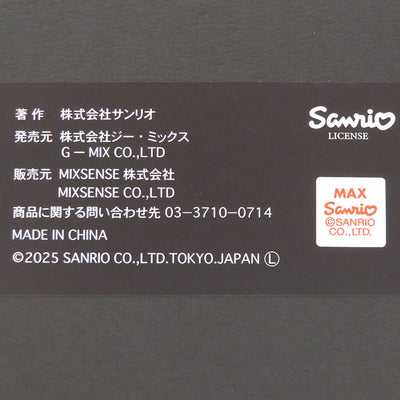 著 作 株式会社サンリオ
発売元 株式会社ジー・ミックス
G－MIX CO.,LTD
販売元 MIXSENSE 株式会社
MIXSENSE CO.,LTD
商品に関する問い合わせ先 03-3710-0714
MADE IN CHINA
©2025 SANRIO CO.,LTD.TOKYO.JAPAN Ⓛ
Sanrio
LICENSE
MAX
Sanrio
©SANRIO
CO., LTD.